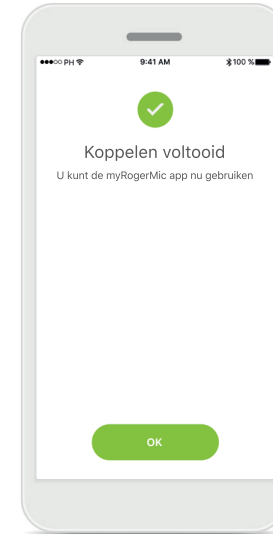 ●●●○○ PH 9:41 AM 100 %
Koppelen voltooid
U kunt de myRogerMic app nu gebruiken
OK